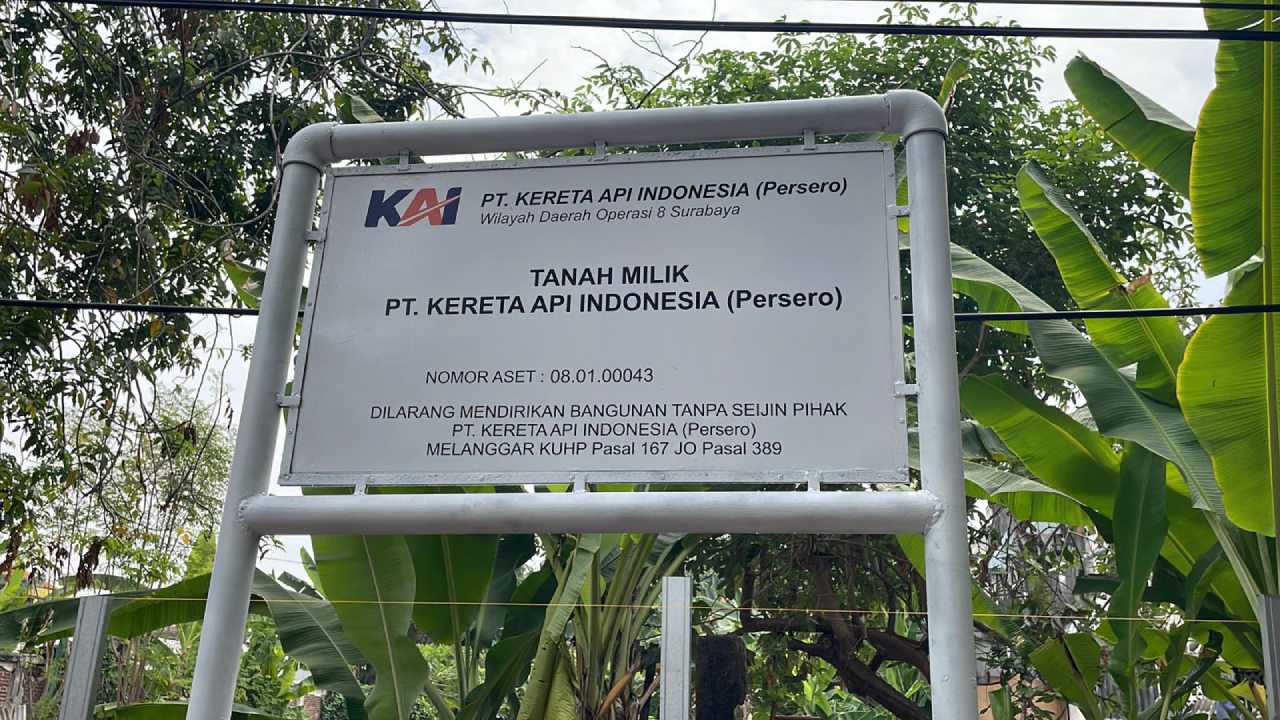 KAI PT. KERETA API INDONESIA (Persero)
Wilayah Daerah Operasi 8 Surabaya
TANAH MILIK
PT. KERETA API INDONESIA (Persero)
NOMOR ASET : 08.01.00043
DILARANG MENDIRIKAN BANGUNAN TANPA SEIJIN PIHAK
PT. KERETA API INDONESIA (Persero)
MELANGGAR KUHP Pasal 167 JO Pasal 389